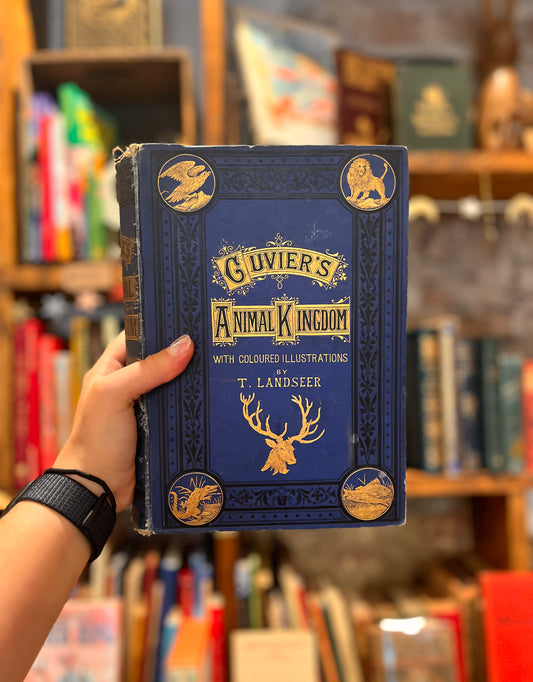 CUVIER'S
ANIMAL KINGDOM
WITH COLOURED ILLUSTRATIONS
BY
T. LANDSEER